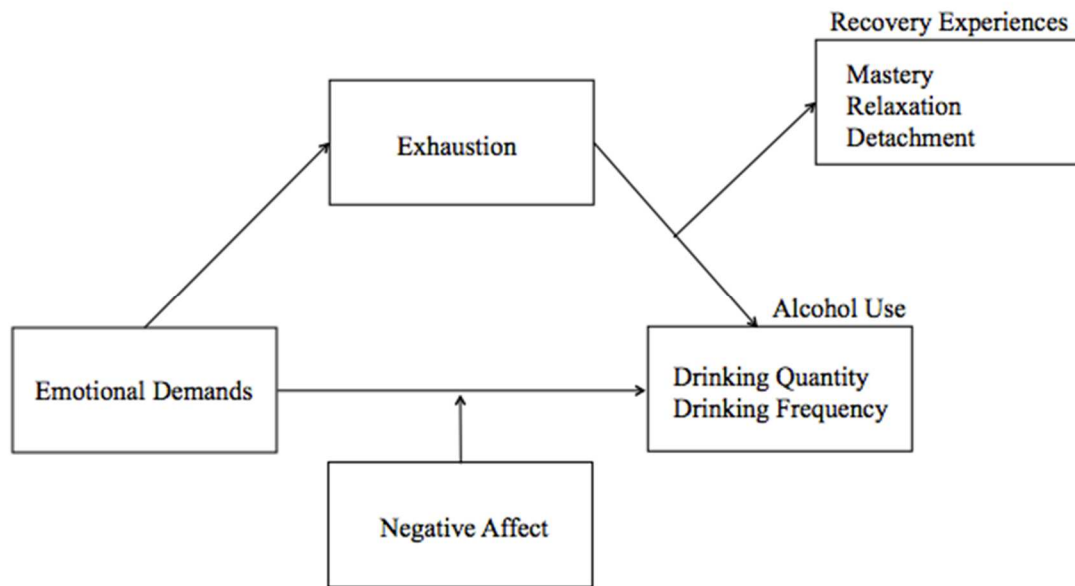 Recovery Experiences
Mastery
Relaxation
Detachment
Exhaustion
Alcohol Use
Emotional Demands
Drinking Quantity
Drinking Frequency
Negative Affect